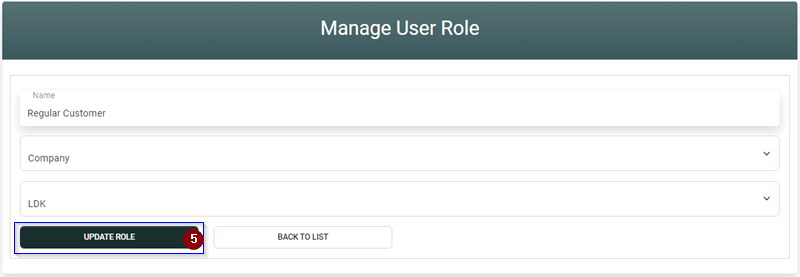 Manage User Role
Name
Regular Customer
Company
LDK
UPDATE ROLE 5 BACK TO LIST